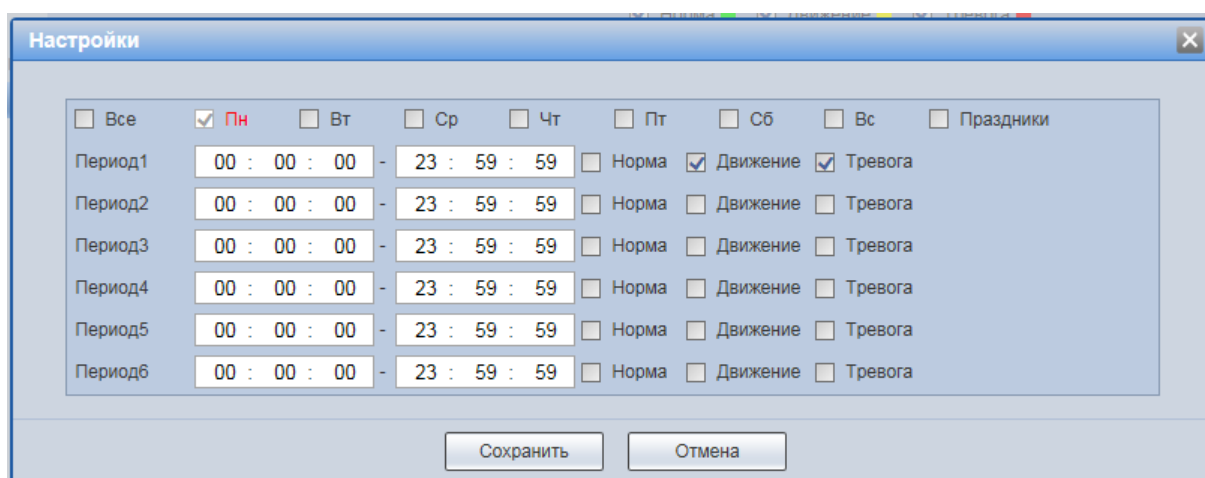 Норма Движение Тревога
Настройки
Все Пн Вт Ср Чт Пт Сб Вс Праздники
Период1 00 : 00 : 00 - 23 : 59 : 59 Норма Движение Тревога
Период2 00 : 00 : 00 - 23 : 59 : 59 Норма Движение Тревога
Период3 00 : 00 : 00 - 23 : 59 : 59 Норма Движение Тревога
Период4 00 : 00 : 00 - 23 : 59 : 59 Норма Движение Тревога
Период5 00 : 00 : 00 - 23 : 59 : 59 Норма Движение Тревога
Период6 00 : 00 : 00 - 23 : 59 : 59 Норма Движение Тревога
Сохранить Отмена